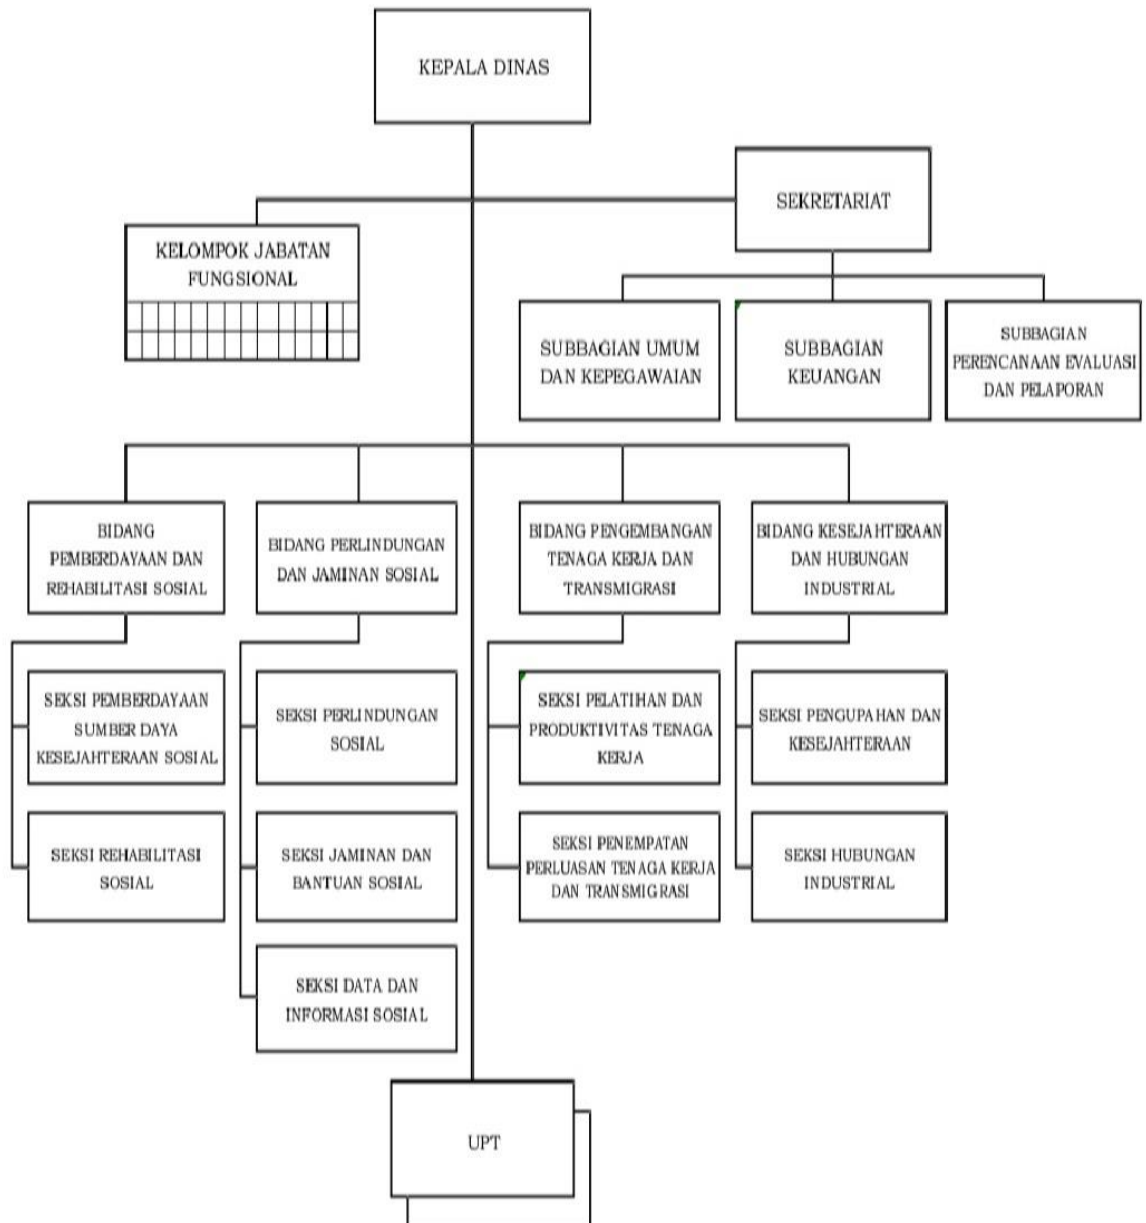 KEPALA DINAS
SEKRETARIAT
KELOMPOK JABATAN
FUNGSIONAL
SUBBAGIAN UMUM
DAN KEPEGAWAIAN
SUBBAGIAN
KEUANGAN
SUBBAGIAN
PERENCANAAN EVALUASI
DAN PELAPORAN
BIDANG
PEMBERDAYAAN DAN
REHABILITASI SOSIAL
BIDANG PERLINDUNGAN
DAN JAMINAN SOSIAL
BIDANG PENGEMBANGAN
TENAGA KERJA DAN
TRANSMIGRASI
BIDANG KESEJAHTERAAN
DAN HUBUNGAN
INDUSTRIAL
SEKSI PEMBERDAYAAN
SUMBER DAYA
KESEJAHTERAAN SOSIAL
SEKSI PERLINDUNGAN
SOSIAL
SEKSI PELATIHAN DAN
PRODUKTIVITAS TENAGA
KERJA
SEKSI PENGUPAHAN DAN
KESEJAHTERAAN
SEKSI REHABILITASI
SOSIAL
SEKSI JAMINAN DAN
BANTUAN SOSIAL
SEKSI PENEMPATAN
PERLUASAN TENAGA KERJA
DAN TRANSMIGRASI
SEKSI HUBUNGAN
INDUSTRIAL
SEKSI DATA DAN
INFORMASI SOSIAL
UPT